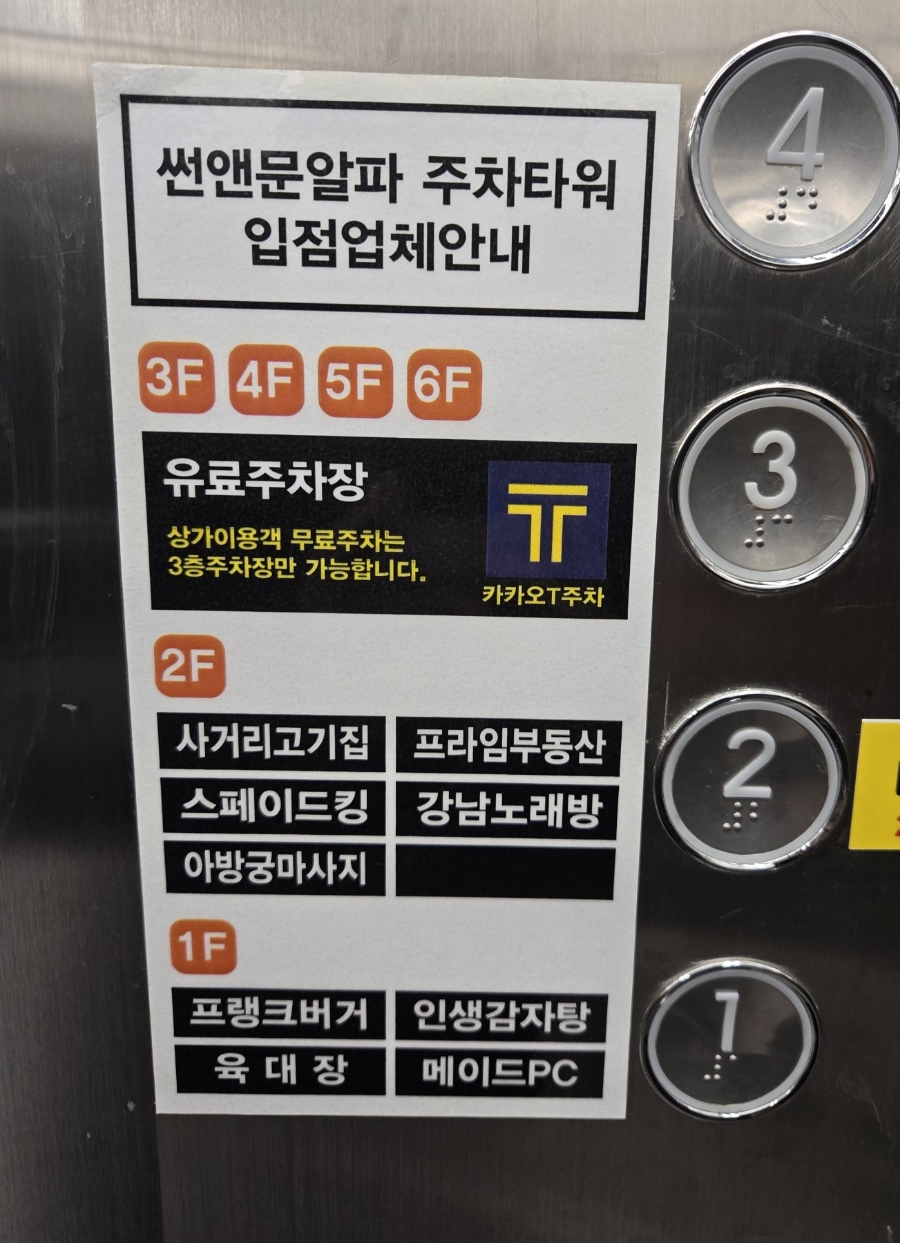 썬앤문알파 주차타워
입점업체안내
3F 4F 5F 6F
유료주차장
상가이용객 무료주차는
3층주차장만 가능합니다.
카카오T주차
2F
사거리고기집 프라임부동산
스페이드킹 강남노래방
아방궁마사지
1F
프랭크버거 인생감자탕
육대장 메이드PC
4
3
2
1